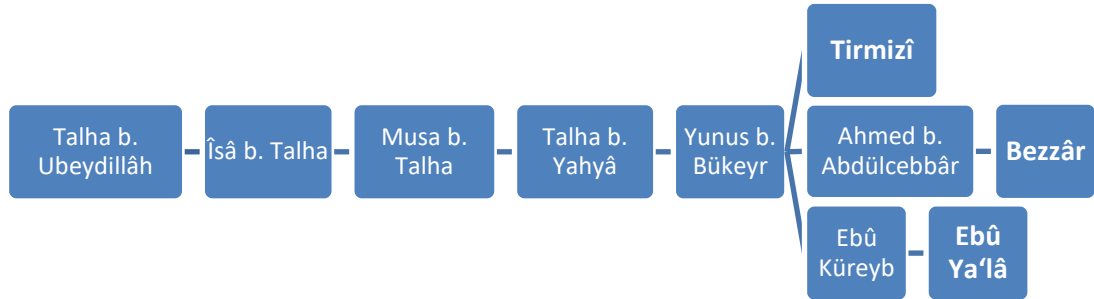 Tirmizî
Talha b.
Ubeydillâh
Îsâ b. Talha
Musa b.
Talha
Talha b.
Yahyâ
Yunus b.
Bükeyr
Ahmed b.
Abdülcebbâr
Bezzâr
Ebû
Küreyb
Ebû
Ya‘lâ